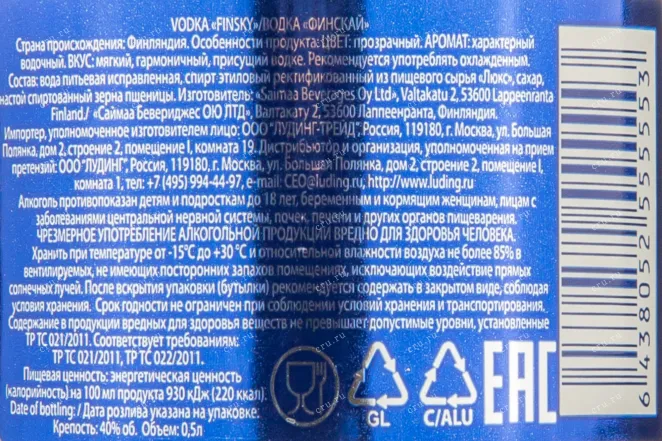 VODKA «FINSKY»/ВОДКА «ФИНСКАЙ»
Страна происхождения: Финляндия. Особенности продукта: ЦВЕТ: прозрачный. АРОМАТ: характерный
водочный. ВКУС: мягкий, гармоничный, присущий водке. Рекомендуется употреблять охлажденным.
Состав: вода питьевая исправленная, спирт этиловый ректификованный из пищевого сырья «Люкс», сахар,
настой спиртованный зерна пшеницы. Изготовитель: «Saimaa Beverages Oy Ltd», Valtakatu 2, 53600 Lappeenranta
Finland./ «Саймаа Бевериджес ОЮ ЛТД», Валтакату 2, 53600 Лаппеенранта, Финляндия.
Импортер, уполномоченное изготовителем лицо: ООО "ЛУДИНГ-ТРЕЙД", Россия, 119180, г. Москва, ул. Большая
Полянка, дом 2, строение 2, помещение I, комната 19. Дистрибьютор и организация, уполномоченная на прием
претензий: ООО "ЛУДИНГ", Россия, 119180, г. Москва, ул. Большая Полянка, дом 2, строение 2, помещение I,
комната 1, тел: +7 (495) 994-44-97, e-mail: CEO@luding.ru, http://www.luding.ru
Алкоголь противопоказан детям и подросткам до 18 лет, беременным и кормящим женщинам, лицам с
заболеваниями центральной нервной системы, почек, печени и других органов пищеварения.
ЧРЕЗМЕРНОЕ УПОТРЕБЛЕНИЕ АЛКОГОЛЬНОЙ ПРОДУКЦИИ ВРЕДНО ДЛЯ ЗДОРОВЬЯ ЧЕЛОВЕКА.
Хранить при температуре от -15°С до +30 °С и относительной влажности воздуха не более 85% в
вентилируемых, не имеющих посторонних запахов помещениях, исключающих воздействие прямых
солнечных лучей. После вскрытия упаковки (бутылки) рекомендуется содержать в закрытом виде, соблюдая
условия хранения. Срок годности не ограничен при соблюдении условий хранения и транспортирования.
Содержание в продукции вредных для здоровья веществ не превышает допустимые уровни, установленные
ТР ТС 021/2011. Соответствует требованиям:
ТР ТС 021/2011, ТР ТС 022/2011.
Пищевая ценность: энергетическая ценность
(калорийность) на 100 мл продукта 930 кДж (220 ккал).
Date of bottling: / Дата розлива указана на упаковке.
Крепость: 40% об. Объем: 0,5л
GL
C/ALU
EAC
6 438052 555553